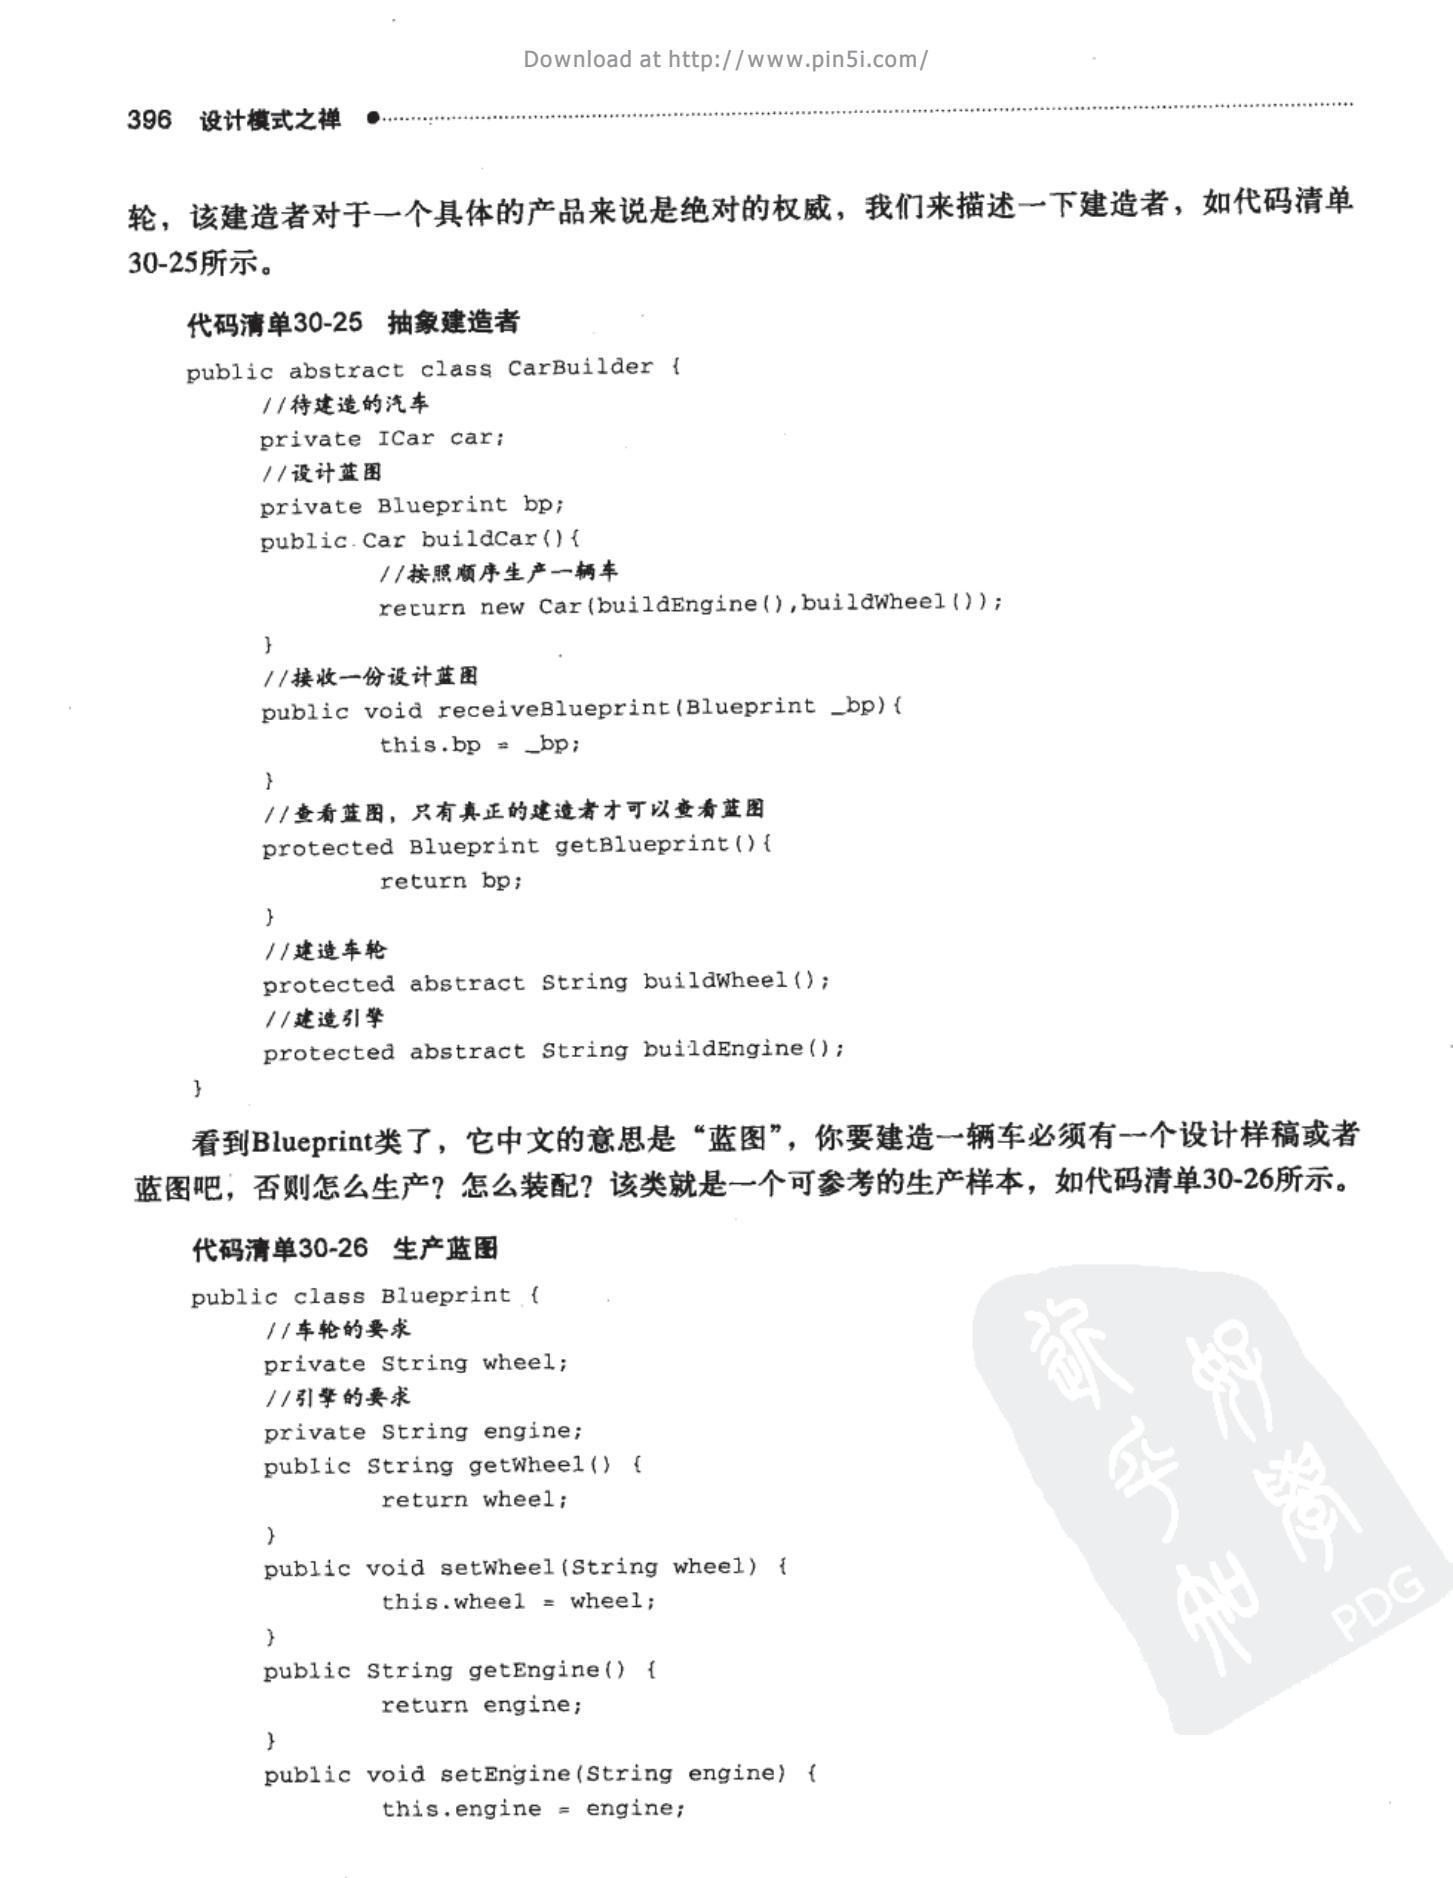 Download at http://www.pin5i.com/
396 设计模式之禅
轮，该建造者对于一个具体的产品来说是绝对的权威，我们来描述一下建造者，如代码清单
30-25所示。
代码清单30-25 抽象建造者
public abstract class CarBuilder {
//待建造的汽车
private ICar car;
//设计蓝图
private Blueprint bp;
public Car buildCar(){
//按照顺序生产一辆车
return new Car(buildEngine(),buildWheel());
}
//接收一份设计蓝图
public void receiveBlueprint(Blueprint _bp){
this.bp = _bp;
}
//查看蓝图，只有真正的建造者才可以查看蓝图
protected Blueprint getBlueprint(){
return bp;
}
//建造车轮
protected abstract String buildWheel();
//建造引擎
protected abstract String buildEngine();
}
看到Blueprint类了，它中文的意思是“蓝图”，你要建造一辆车必须有一个设计样稿或者
蓝图吧，否则怎么生产？怎么装配？该类就是一个可参考的生产样本，如代码清单30-26所示。
代码清单30-26 生产蓝图
public class Blueprint {
//车轮的要求
private String wheel;
//引擎的要求
private String engine;
public String getWheel() {
return wheel;
}
public void setWheel(String wheel) {
this.wheel = wheel;
}
public String getEngine() {
return engine;
}
public void setEngine(String engine) {
this.engine = engine;
PDG